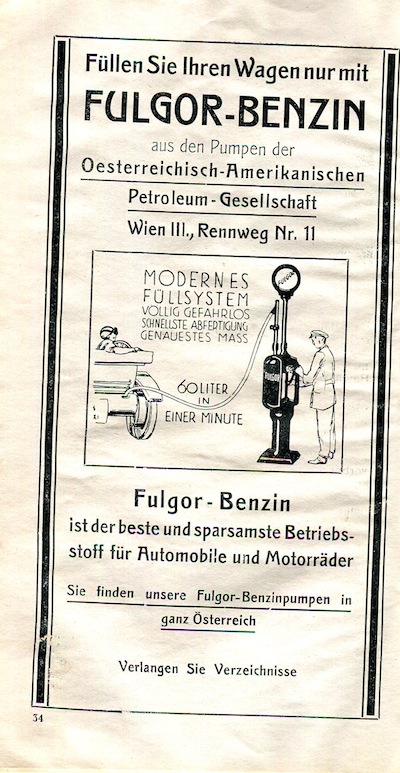 Füllen Sie Ihren Wagen nur mit
FULGOR-BENZIN
aus den Pumpen der
Oesterreichisch-Amerikanischen
Petroleum-Gesellschaft
Wien III., Rennweg Nr. 11
FULGOR
MODERNES
FÜLLSYSTEM
VOLLIG GEFAHRLOS
SCHNELLSTE ABFERTIGUNG
GENAUESTES MASS
60 LITER
IN
EINER MINUTE
Fulgor-Benzin
ist der beste und sparsamste Betriebs-
stoff für Automobile und Motorräder
Sie finden unsere Fulgor-Benzinpumpen in
ganz Österreich
Verlangen Sie Verzeichnisse
34